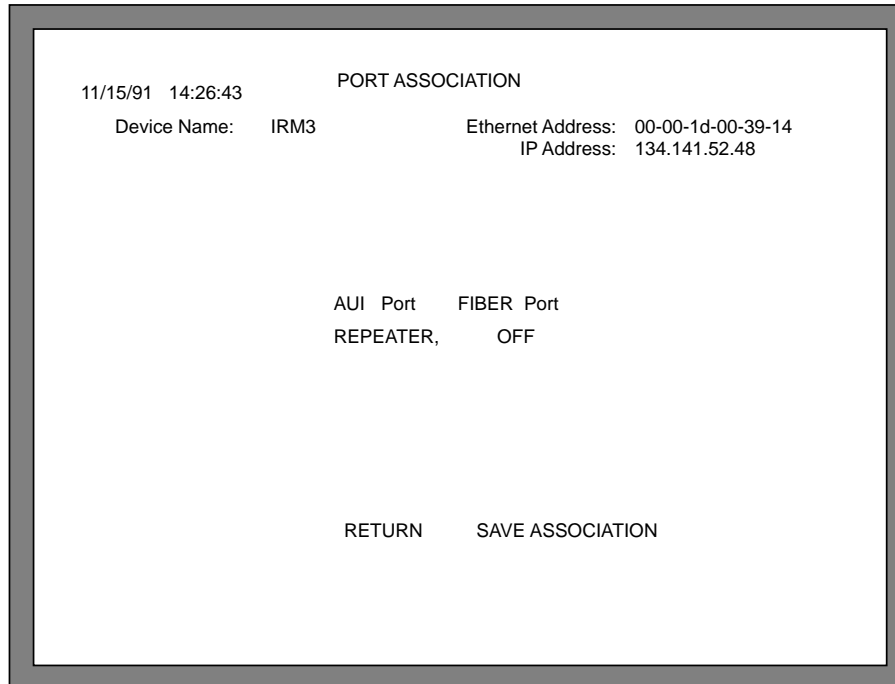 PORT ASSOCIATION
11/15/91 14:26:43
Device Name: IRM3 Ethernet Address: 00-00-1d-00-39-14
IP Address: 134.141.52.48
AUI Port FIBER Port
REPEATER, OFF
RETURN SAVE ASSOCIATION